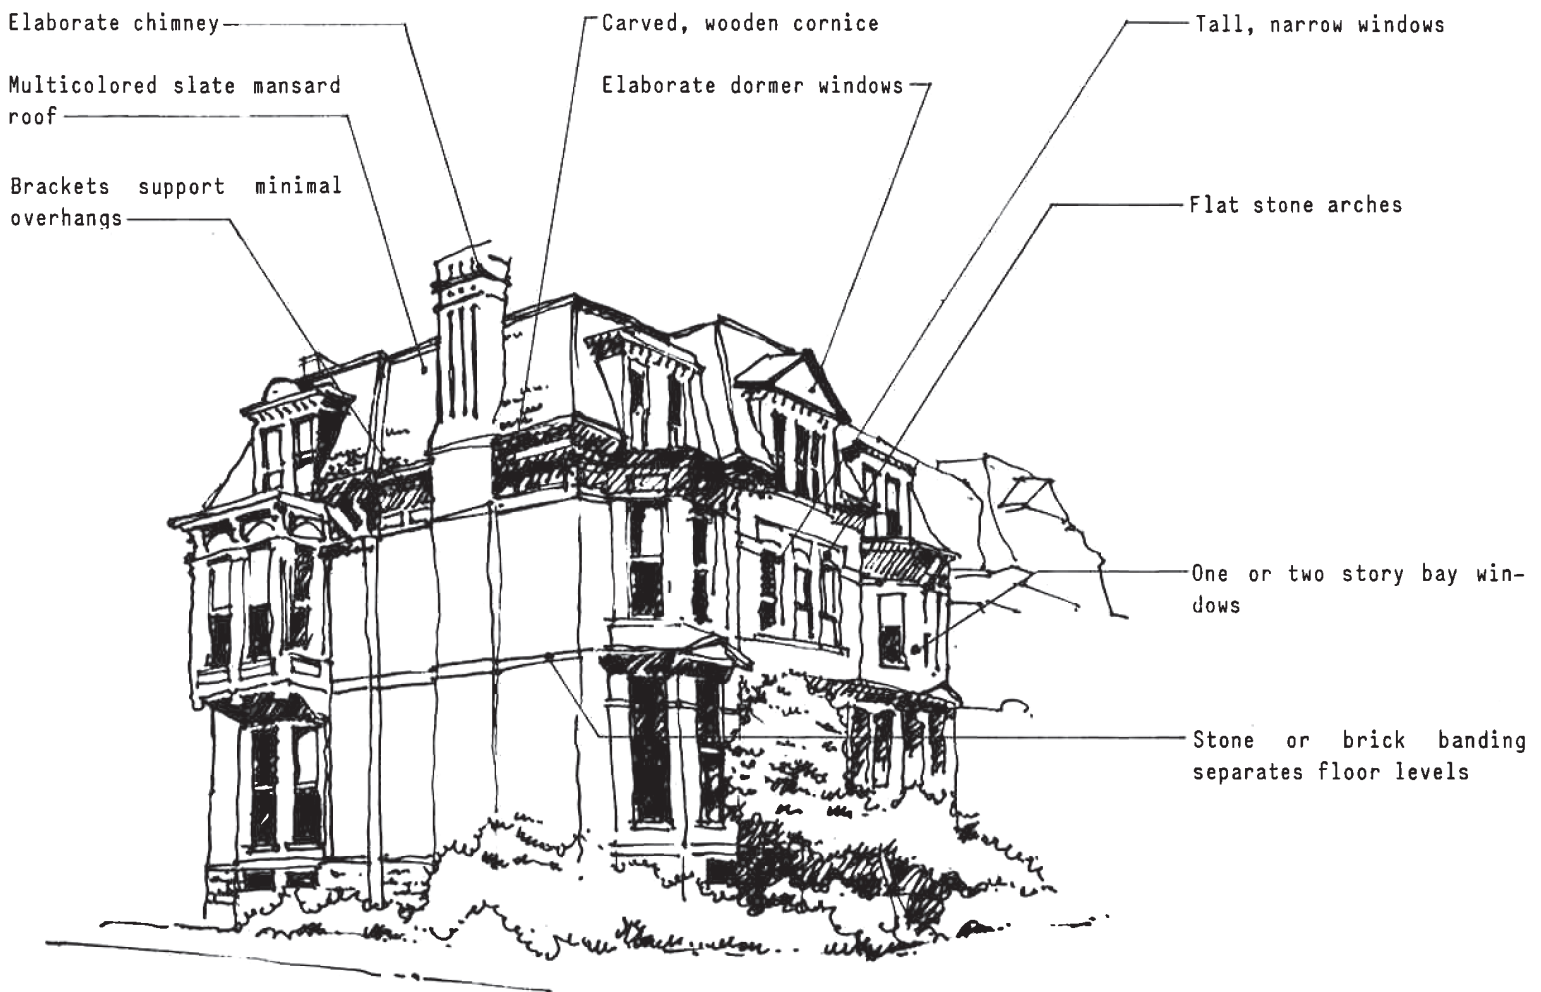 Elaborate chimney
Multicolored slate mansard
roof
Brackets support minimal
overhangs
Carved, wooden cornice
Elaborate dormer windows
Tall, narrow windows
Flat stone arches
One or two story bay win-
dows
Stone or brick banding
separates floor levels